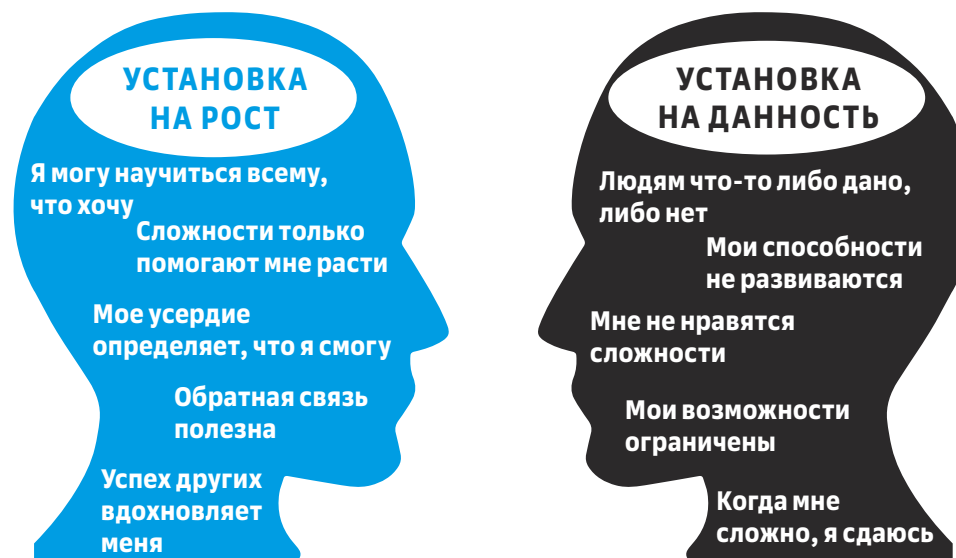 УСТАНОВКА
НА РОСТ
Я могу научиться всему,
что хочу
Сложности только
помогают мне расти
Мое усердие
определяет, что я смогу
Обратная связь
полезна
Успех других
вдохновляет
меня
УСТАНОВКА
НА ДАННОСТЬ
Людям что-то либо дано,
либо нет
Мои способности
не развиваются
Мне не нравятся
сложности
Мои возможности
ограничены
Когда мне
сложно, я сдаюсь